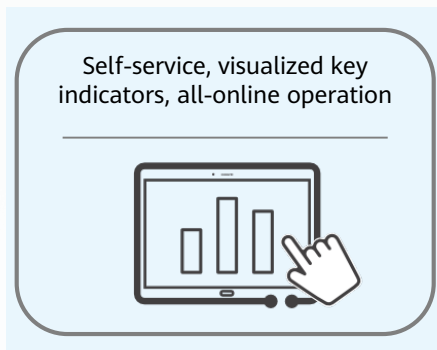 Self-service, visualized key
indicators, all-online operation